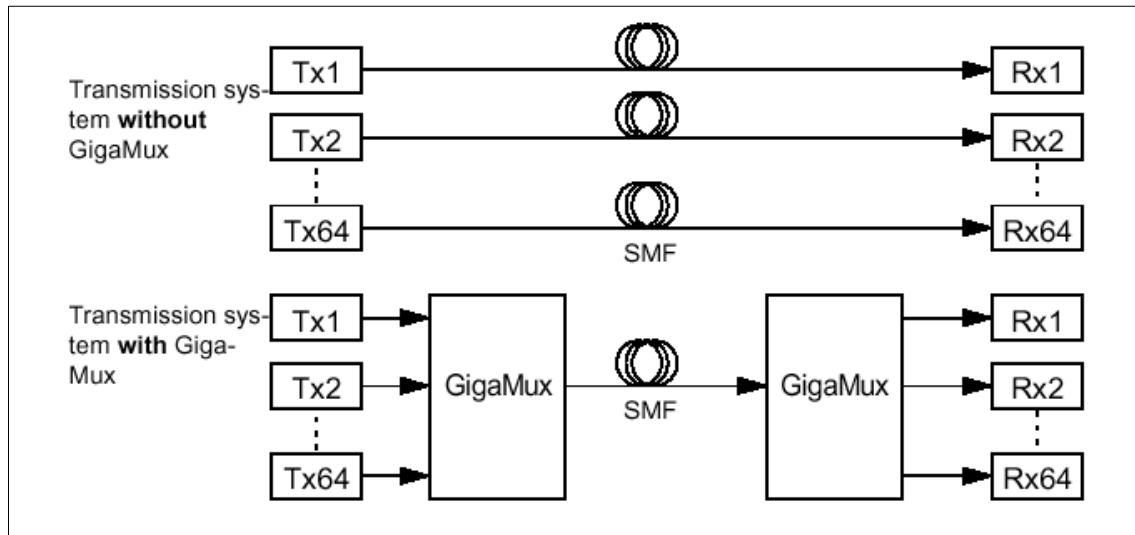 Tx1
Rx1
Transmission sys-
tem without
GigaMux
Tx2
Rx2
Tx64
Rx64
SMF
Transmission sys-
tem with Giga-
Mux
Tx1
Rx1
Tx2
GigaMux
GigaMux
Rx2
SMF
Tx64
Rx64